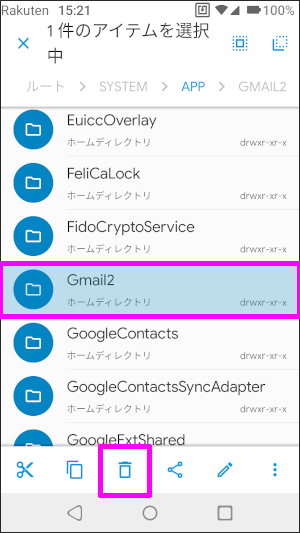 Rakuten 15:21 100%
1 件のアイテムを選択
中
ルート SYSTEM APP GMAIL2
EuiccOverlay
ホームディレクトリ drwxr-xr-x
FeliCaLock
ホームディレクトリ drwxr-xr-x
FidoCryptoService
ホームディレクトリ drwxr-xr-x
Gmail2
ホームディレクトリ drwxr-xr-x
GoogleContacts
ホームディレクトリ drwxr-xr-x
GoogleContactsSyncAdapter
ホームディレクトリ drwxr-xr-x
GoogleExtShared